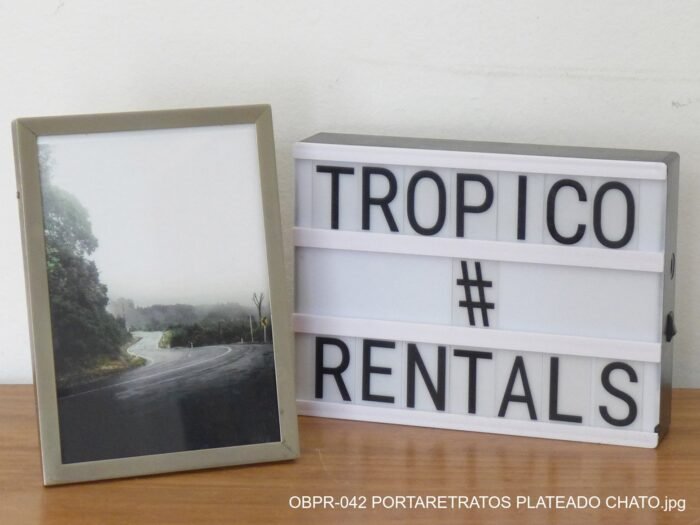 TROPICO
#
RENTALS
OBPR-042 PORTARETRATOS PLATEADO CHATO.jpg